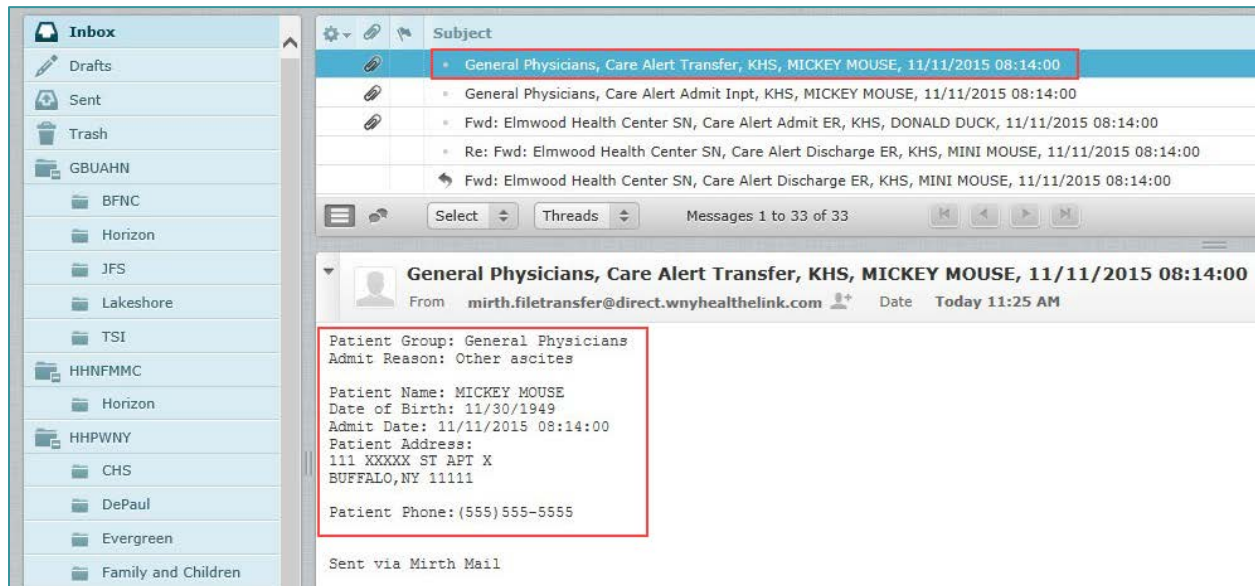 Inbox
Drafts
Sent
Trash
GBUAHN
BFNC
Horizon
JFS
Lakeshore
TSI
HHNFMMC
Horizon
HHPWNY
CHS
DePaul
Evergreen
Family and Children
Subject
General Physicians, Care Alert Transfer, KHS, MICKEY MOUSE, 11/11/2015 08:14:00
General Physicians, Care Alert Admit Inpt, KHS, MICKEY MOUSE, 11/11/2015 08:14:00
Fwd: Elmwood Health Center SN, Care Alert Admit ER, KHS, DONALD DUCK, 11/11/2015 08:14:00
Re: Fwd: Elmwood Health Center SN, Care Alert Discharge ER, KHS, MINI MOUSE, 11/11/2015 08:14:00
Fwd: Elmwood Health Center SN, Care Alert Discharge ER, KHS, MINI MOUSE, 11/11/2015 08:14:00
Select Threads Messages 1 to 33 of 33
General Physicians, Care Alert Transfer, KHS, MICKEY MOUSE, 11/11/2015 08:14:00
From mirth.filetransfer@direct.wnyhealthelink.com Date Today 11:25 AM
Patient Group: General Physicians
Admit Reason: Other ascites
Patient Name: MICKEY MOUSE
Date of Birth: 11/30/1949
Admit Date: 11/11/2015 08:14:00
Patient Address:
111 XXXXX ST APT X
BUFFALO,NY 11111
Patient Phone:(555)555-5555
Sent via Mirth Mail